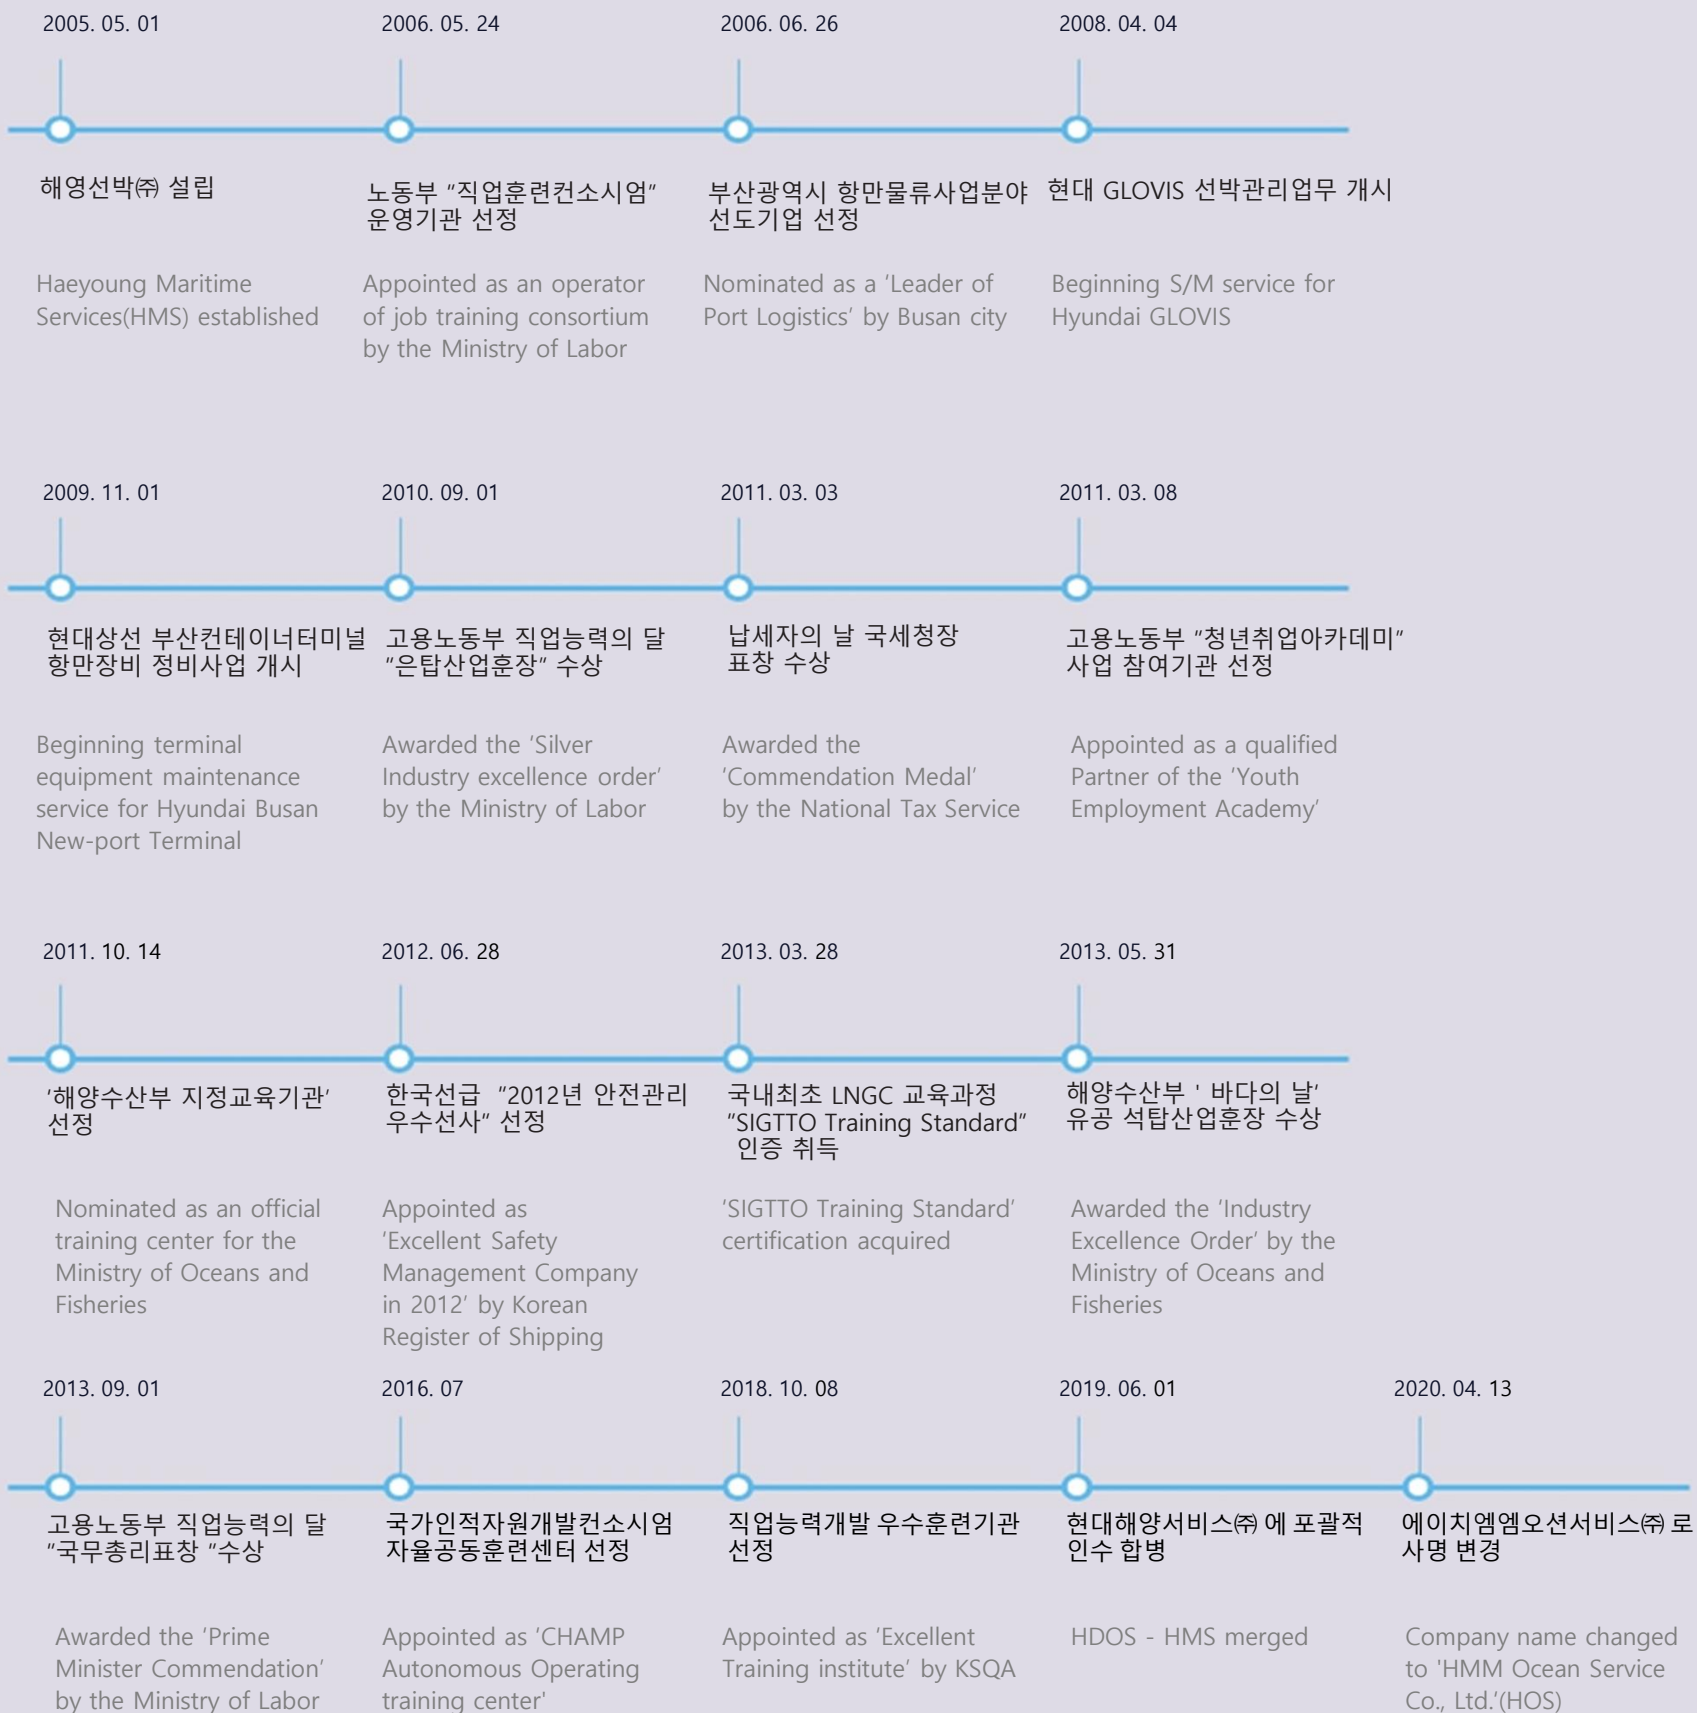 2005. 05. 01
2006. 05. 24
2006. 06. 26
2008. 04. 04
해영선박㈜ 설립
노동부 “직업훈련컨소시엄“
운영기관 선정
부산광역시 항만물류사업분야
선도기업 선정
현대 GLOVIS 선박관리업무 개시
Haeyoung Maritime
Services(HMS) established
Appointed as an operator
of job training consortium
by the Ministry of Labor
Nominated as a ‘Leader of
Port Logistics’ by Busan city
Beginning S/M service for
Hyundai GLOVIS
2009. 11. 01
2010. 09. 01
2011. 03. 03
2011. 03. 08
현대상선 부산컨테이너터미널
항만장비 정비사업 개시
고용노동부 직업능력의 달
“은탑산업훈장” 수상
납세자의 날 국세청장
표창 수상
고용노동부 “청년취업아카데미”
사업 참여기관 선정
Beginning terminal
equipment maintenance
service for Hyundai Busan
New-port Terminal
Awarded the ‘Silver
Industry excellence order’
by the Ministry of Labor
Awarded the
‘Commendation Medal’
by the National Tax Service
Appointed as a qualified
Partner of the ‘Youth
Employment Academy’
2011. 10. 14
2012. 06. 28
2013. 03. 28
2013. 05. 31
‘해양수산부 지정교육기관’
선정
한국선급 “2012년 안전관리
우수선사“ 선정
국내최초 LNGC 교육과정
“SIGTTO Training Standard”
인증 취득
해양수산부 ' 바다의 날’
유공 석탑산업훈장 수상
Nominated as an official
training center for the
Ministry of Oceans and
Fisheries
Appointed as
‘Excellent Safety
Management Company
in 2012’ by Korean
Register of Shipping
‘SIGTTO Training Standard’
certification acquired
Awarded the ‘Industry
Excellence Order’ by the
Ministry of Oceans and
Fisheries
2013. 09. 01
2016. 07
2018. 10. 08
2019. 06. 01
2020. 04. 13
고용노동부 직업능력의 달
“국무총리표창 “수상
국가인적자원개발컨소시엄
자율공동훈련센터 선정
직업능력개발 우수훈련기관
선정
현대해양서비스㈜ 에 포괄적
인수 합병
에이치엠엠오션서비스㈜ 로
사명 변경
Awarded the ‘Prime
Minister Commendation’
by the Ministry of Labor
Appointed as ‘CHAMP
Autonomous Operating
training center'
Appointed as ‘Excellent
Training institute’ by KSQA
HDOS - HMS merged
Company name changed
to 'HMM Ocean Service
Co., Ltd.’(HOS)